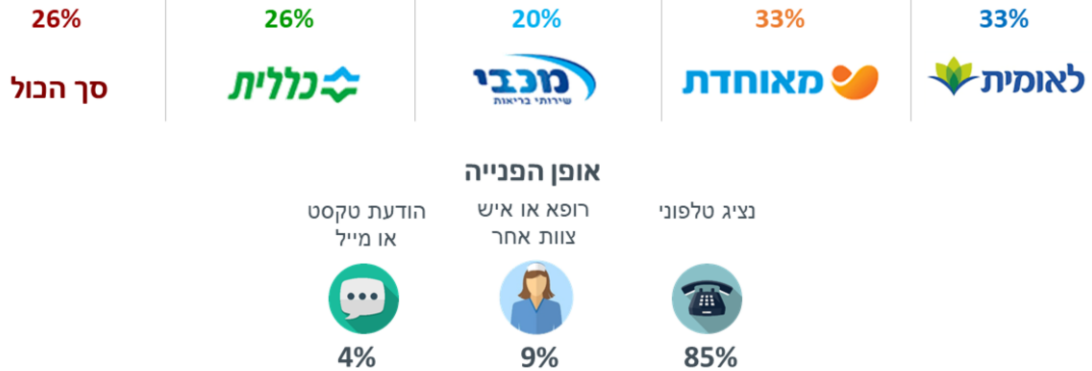 33%
33%
20%
26%
26%
לאומית
מאוחדת
מכבי
שירותי בריאות
כללית
סך הכול
אופן הפנייה
נציג טלפוני
רופא או איש
צוות אחר
הודעת טקסט
או מייל
85%
9%
4%